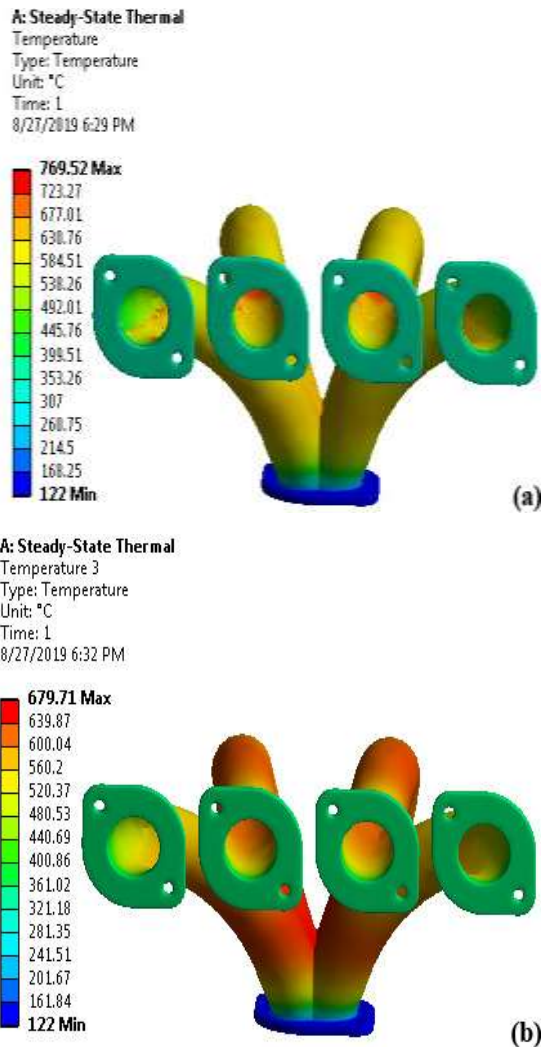 A: Steady-State Thermal
Temperature
Type: Temperature
Unit: °C
Time: 1
8/27/2019 6:29 PM
769.52 Max
723.27
677.01
630.76
584.51
538.26
492.01
445.76
399.51
353.26
307
260.75
214.5
168.25
122 Min
(a)
A: Steady-State Thermal
Temperature 3
Type: Temperature
Unit: °C
Time: 1
8/27/2019 6:32 PM
679.71 Max
639.87
600.04
560.2
520.37
480.53
440.69
400.86
361.02
321.18
281.35
241.51
201.67
161.84
122 Min
(b)